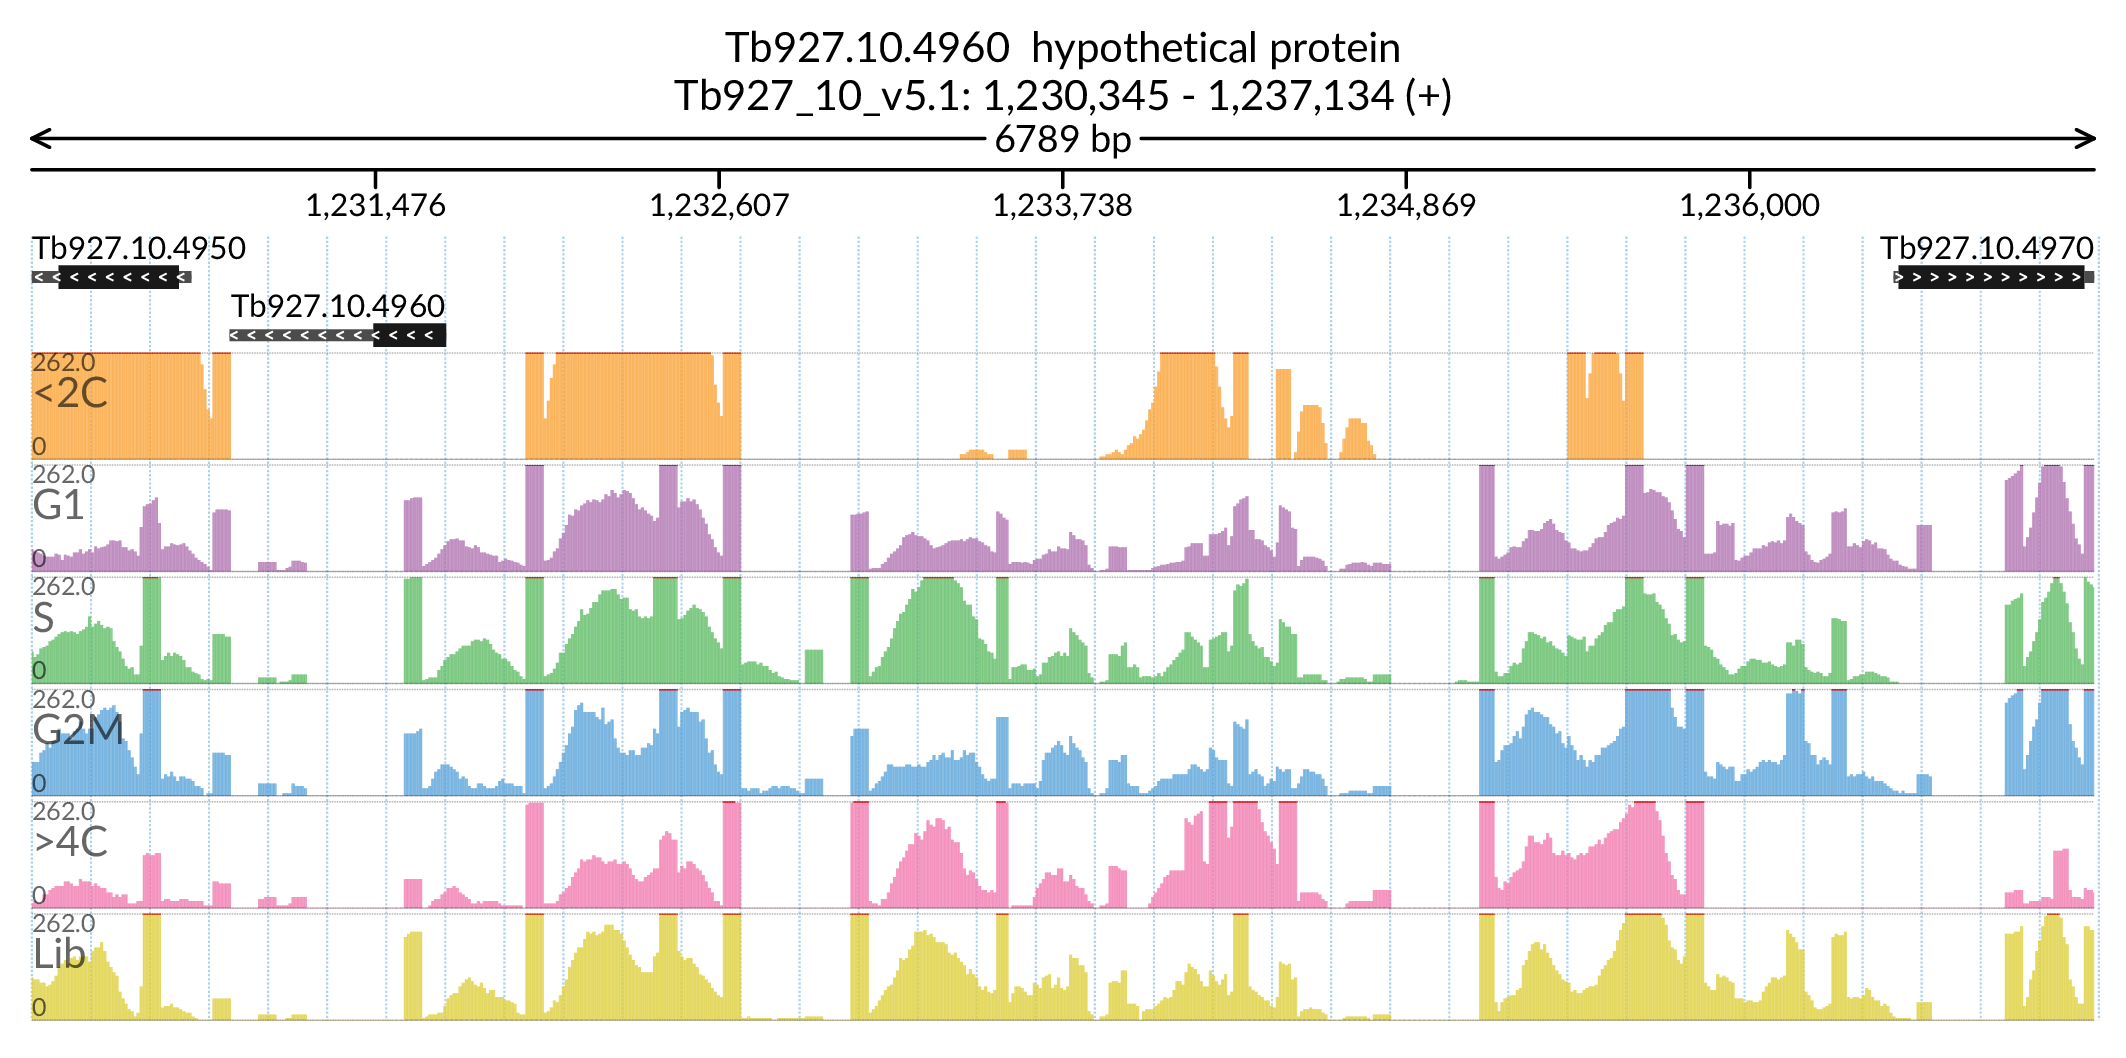 Tb927.10.4960  hypothetical protein
Tb927_10_v5.1: 1,230,345 - 1,237,134 (+)
6789 bp
1,231,476 1,232,607 1,233,738 1,234,869 1,236,000
Tb927.10.4950 Tb927.10.4970
Tb927.10.4960
262.0
<2C
0
262.0
G1
0
262.0
S
0
262.0
G2M
0
262.0
>4C
0
262.0
Lib
0